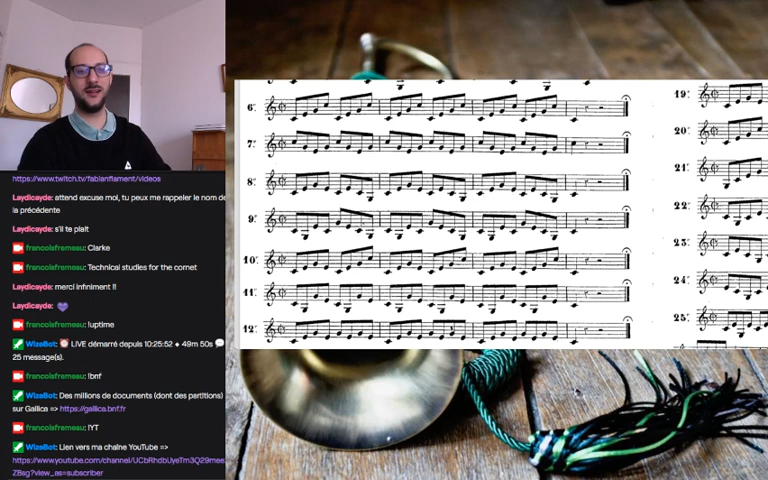 https://www.twitch.tv/fabianflament/videos
Laydicayde: attend excuse moi, tu peux me rappeler le nom de
la précédente
Laydicayde: s'il te plait
francoisfremeau: Clarke
francoisfremeau: Technical studies for the cornet
Laydicayde: merci infiniment !!
Laydicayde:
francoisfremeau: !uptime
WizeBot: LIVE démarré depuis 10:25:52 ♦ 49m 50s
25 message(s).
francoisfremeau: !bnf
WizeBot: Des millions de documents (dont des partitions)
sur Gallica => https://gallica.bnf.fr
francoisfremeau: !YT
WizeBot: Lien vers ma chaîne YouTube =>
https://www.youtube.com/channel/UCbRhdbUyeTm3Q29mee
ZBsg?view_as=subscriber
6.
7.
8.
9.
10.
11.
12.
19.
20.
21.
22.
23.
24.
25.